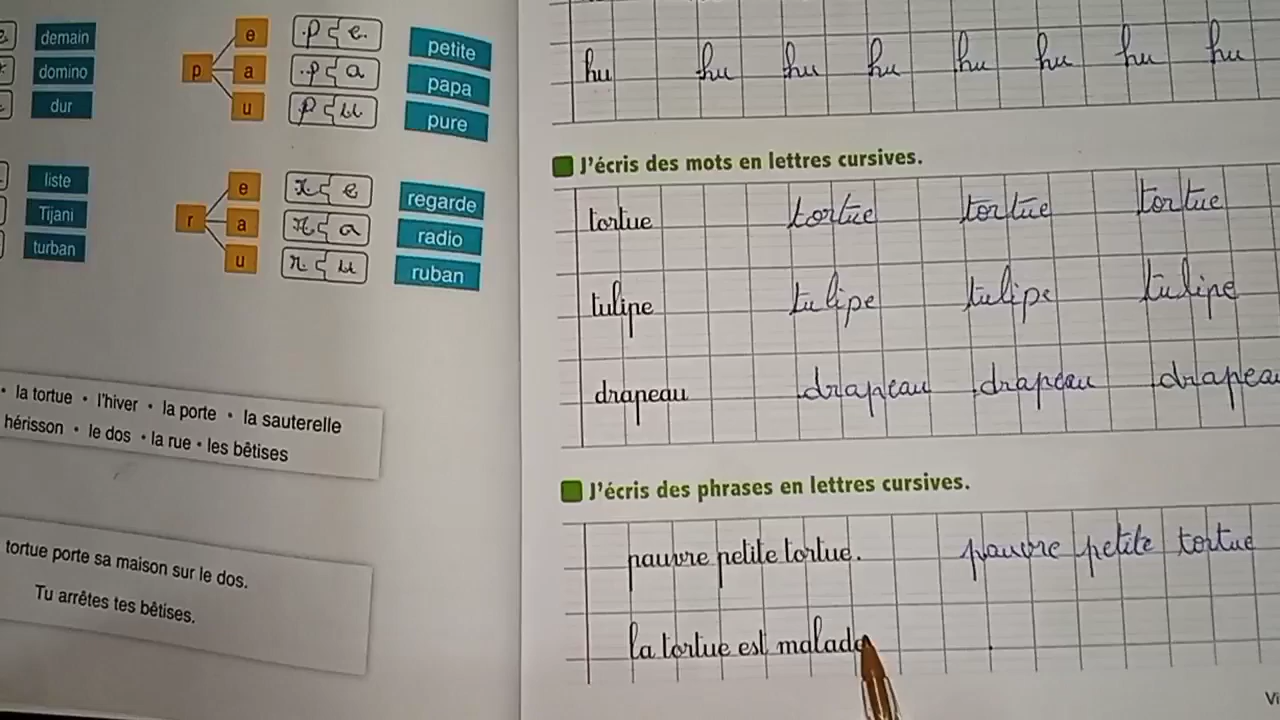 demain
domino
dur
p
e
a
u
p e
p a
p u
petite
papa
pure
liste
Tijani
turban
r
e
a
u
r e
r a
r u
regarde
radio
ruban
• la tortue • l'hiver • la porte • la sauterelle
hérisson • le dos • la rue • les bêtises
tortue porte sa maison sur le dos.
Tu arrêtes tes bêtises.
hu hu hu hu hu hu hu hu
J'écris des mots en lettres cursives.
tortue tortue tortue tortue
tulipe tulipe tulipe tulipe
drapeau drapeau drapeau drapeau
J'écris des phrases en lettres cursives.
pauvre petite tortue. pauvre petite tortue
la tortue est malade